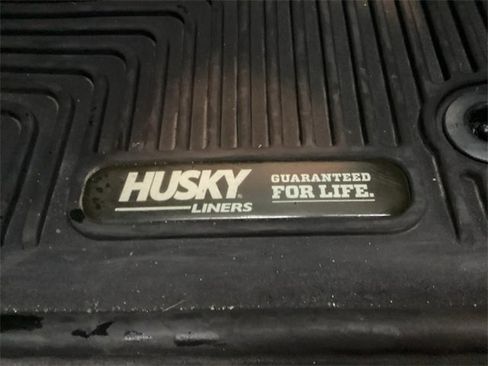 HUSKY
LINERS
GUARANTEED
FOR LIFE.